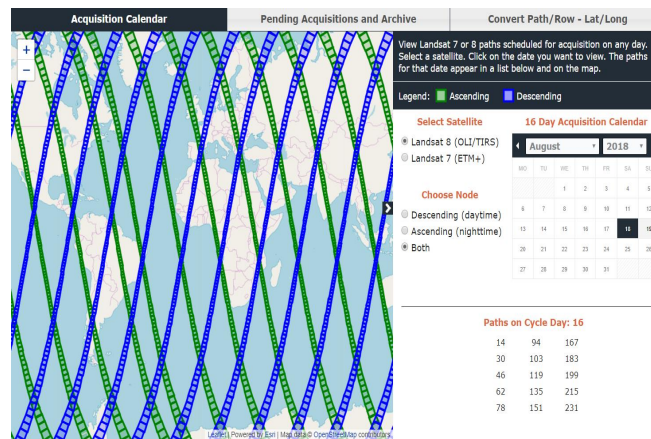 Acquisition Calendar
Pending Acquisitions and Archive
Convert Path/Row - Lat/Long
+
−
View Landsat 7 or 8 paths scheduled for acquisition on any day.
Select a satellite. Click on the date you want to view. The paths
for that date appear in a list below and on the map.
Legend: Ascending Descending
Select Satellite
Landsat 8 (OLI/TIRS)
Landsat 7 (ETM+)
Choose Node
Descending (daytime)
Ascending (nighttime)
Both
16 Day Acquisition Calendar
August 2018
MO TU WE TH FR SA SU
1 2 3 4 5
6 7 8 9 10 11 12
13 14 15 16 17 18 19
20 21 22 23 24 25 26
27 28 29 30 31
Paths on Cycle Day: 16
14 94 167
30 103 183
46 119 199
62 135 215
78 151 231
Leaflet | Powered by Esri | Map data © OpenStreetMap contributors.